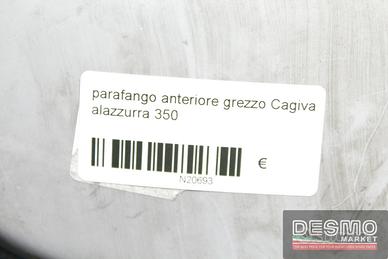 parafango anteriore grezzo Cagiva
alazzurra 350
€
N20693
DESMO
MARKET